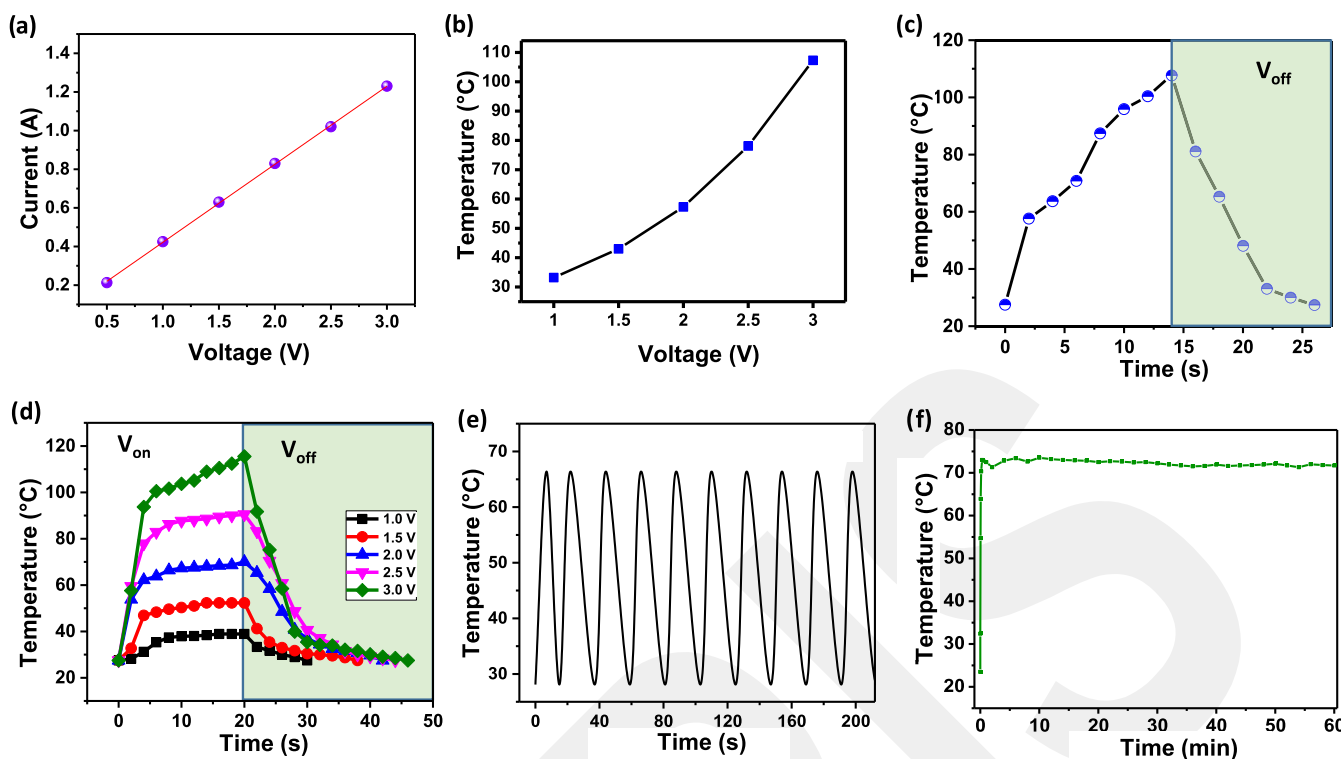 (a)
Current (A)
1.4
1.2
1.0
0.8
0.6
0.4
0.2
0.5 1.0 1.5 2.0 2.5 3.0
Voltage (V)
(b)
Temperature (°C)
110
100
90
80
70
60
50
40
30
1 1.5 2 2.5 3
Voltage (V)
(c)
Temperature (°C)
120
100
80
60
40
20
0 5 10 15 20 25
Time (s)
Voff
(d)
Temperature (°C)
120
100
80
60
40
20
0 10 20 30 40 50
Time (s)
Von
Voff
1.0 V
1.5 V
2.0 V
2.5 V
3.0 V
(e)
Temperature (°C)
70
60
50
40
30
0 40 80 120 160 200
Time (s)
(f)
Temperature (°C)
80
70
60
50
40
30
20
0 10 20 30 40 50 60
Time (min)